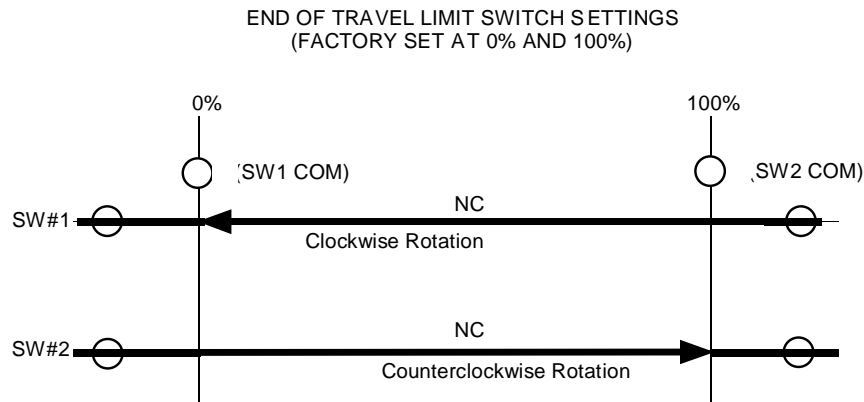 END OF TRAVEL LIMIT SWITCH SETTINGS
(FACTORY SET AT 0% AND 100%)
0%
100%
(SW1 COM)
(SW2 COM)
SW#1
NC
Clockwise Rotation
SW#2
NC
Counterclockwise Rotation